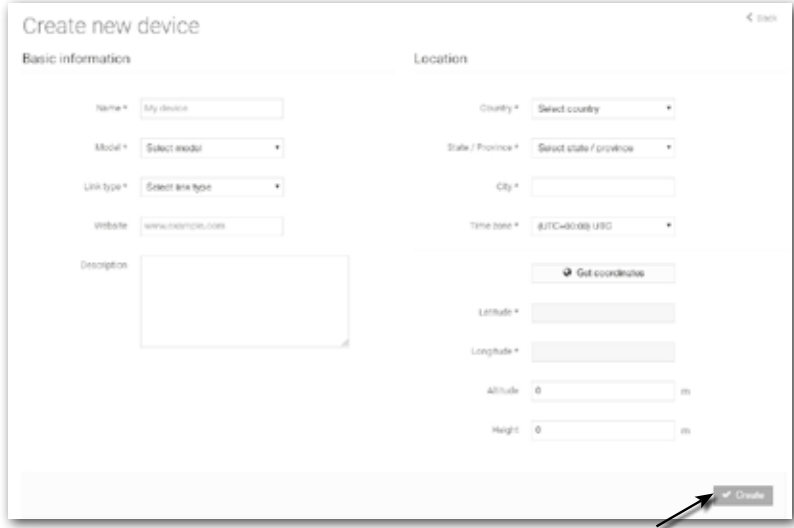 Create new device
Back
Basic information
Name *
My device
Model *
Select model
Link type *
Select link type
Website
www.example.com
Description
Location
Country *
Select country
State / Province *
Select state / province
City *
Time zone *
(UTC+00:00) UTC
Get coordinates
Latitude *
Longitude *
Altitude 0 m
Height 0 m
Create